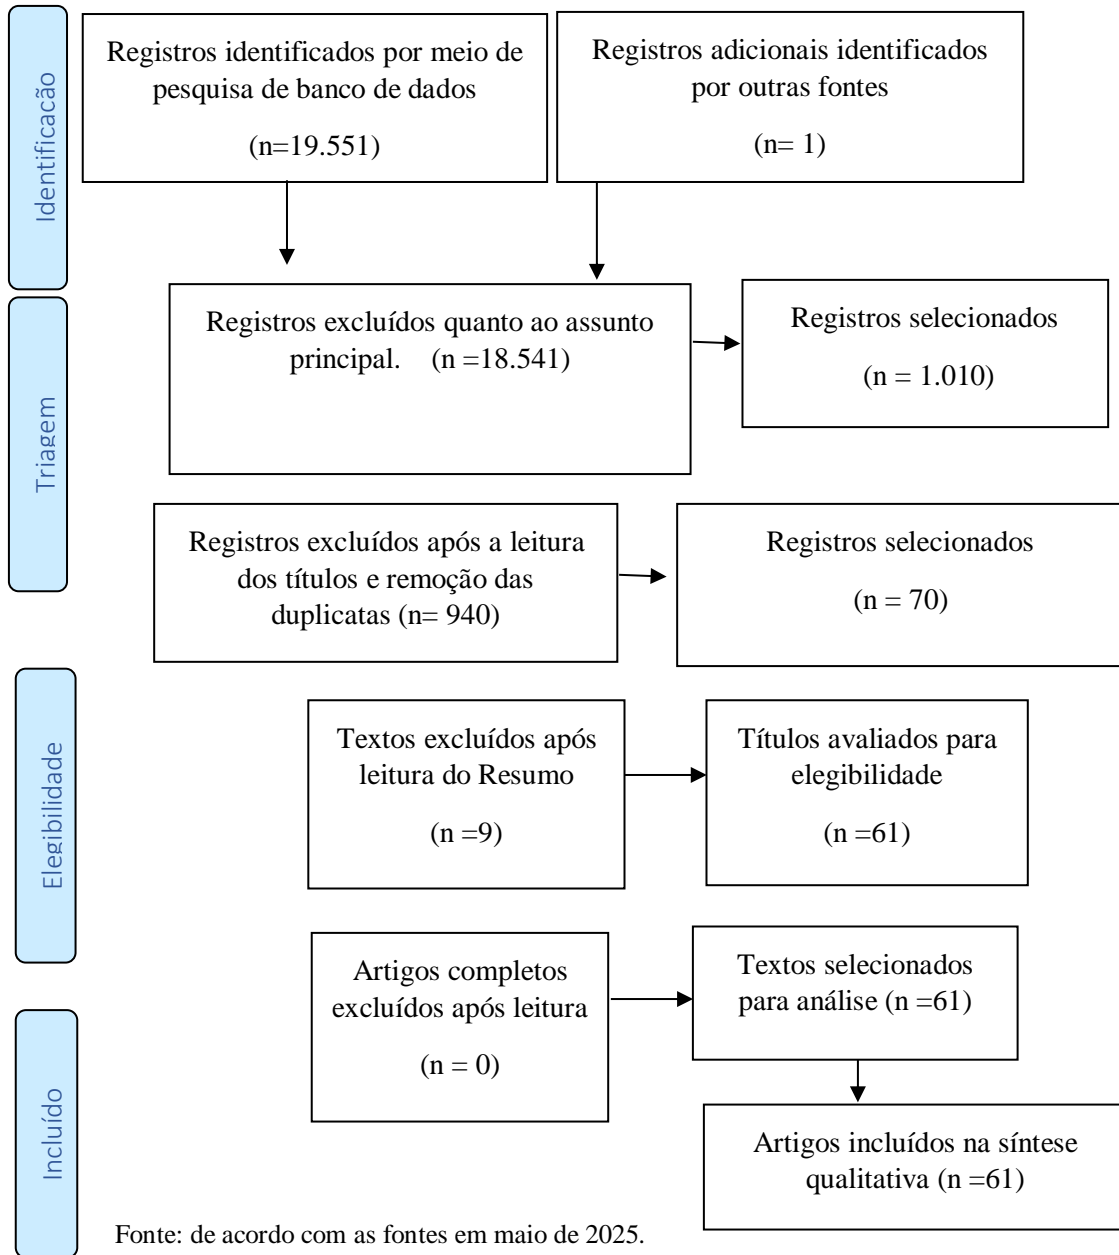 Identificação
Registros identificados por meio de
pesquisa de banco de dados
(n=19.551)
Registros adicionais identificados
por outras fontes
(n= 1)
Triagem
Registros excluídos quanto ao assunto
principal. (n =18.541)
Registros selecionados
(n = 1.010)
Registros excluídos após a leitura
dos títulos e remoção das
duplicatas (n= 940)
Registros selecionados
(n = 70)
Elegibilidade
Textos excluídos após
leitura do Resumo
(n =9)
Títulos avaliados para
elegibilidade
(n =61)
Artigos completos
excluídos após leitura
(n = 0)
Textos selecionados
para análise (n =61)
Incluído
Artigos incluídos na síntese
qualitativa (n =61)
Fonte: de acordo com as fontes em maio de 2025.